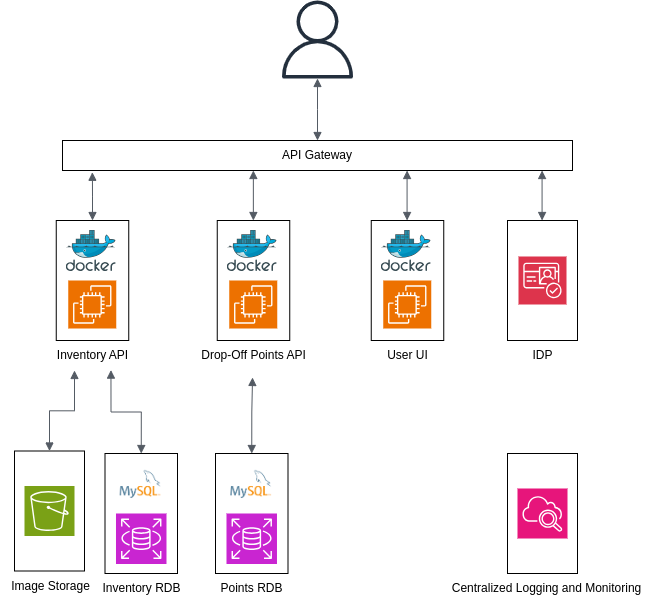 API Gateway
docker
docker
docker
Inventory API
Drop-Off Points API
User UI
IDP
MySQL
MySQL
Image Storage
Inventory RDB
Points RDB
Centralized Logging and Monitoring